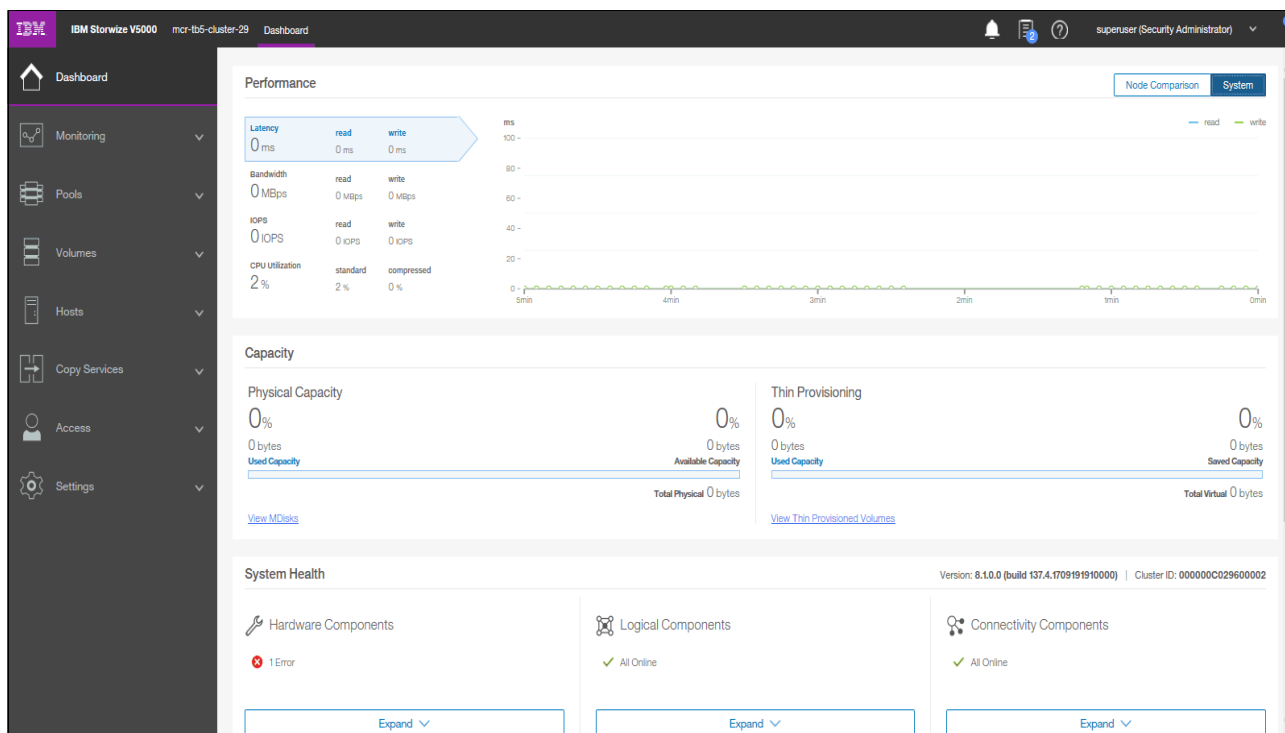 IBM IBM Storwize V5000 mcr-tb5-cluster-29 Dashboard 2 superuser (Security Administrator)
Dashboard
Monitoring
Pools
Volumes
Hosts
Copy Services
Access
Settings
Performance Node Comparison System
Latency read write
0 ms 0 ms 0 ms
Bandwidth read write
0 MBps 0 MBps 0 MBps
IOPS read write
0 IOPS 0 IOPS 0 IOPS
CPU Utilization standard compressed
2 % 2 % 0 %
ms read write
100
80
60
40
20
0
5min 4min 3min 2min 1min 0min
Capacity
Physical Capacity
0% 0%
0 bytes 0 bytes
Used Capacity Available Capacity
Total Physical 0 bytes
View MDisks
Thin Provisioning
0% 0%
0 bytes 0 bytes
Used Capacity Saved Capacity
Total Virtual 0 bytes
View Thin Provisioned Volumes
System Health Version: 8.1.0.0 (build 137.4.1709191910000) | Cluster ID: 000000C029600002
Hardware Components
1 Error
Expand
Logical Components
All Online
Expand
Connectivity Components
All Online
Expand